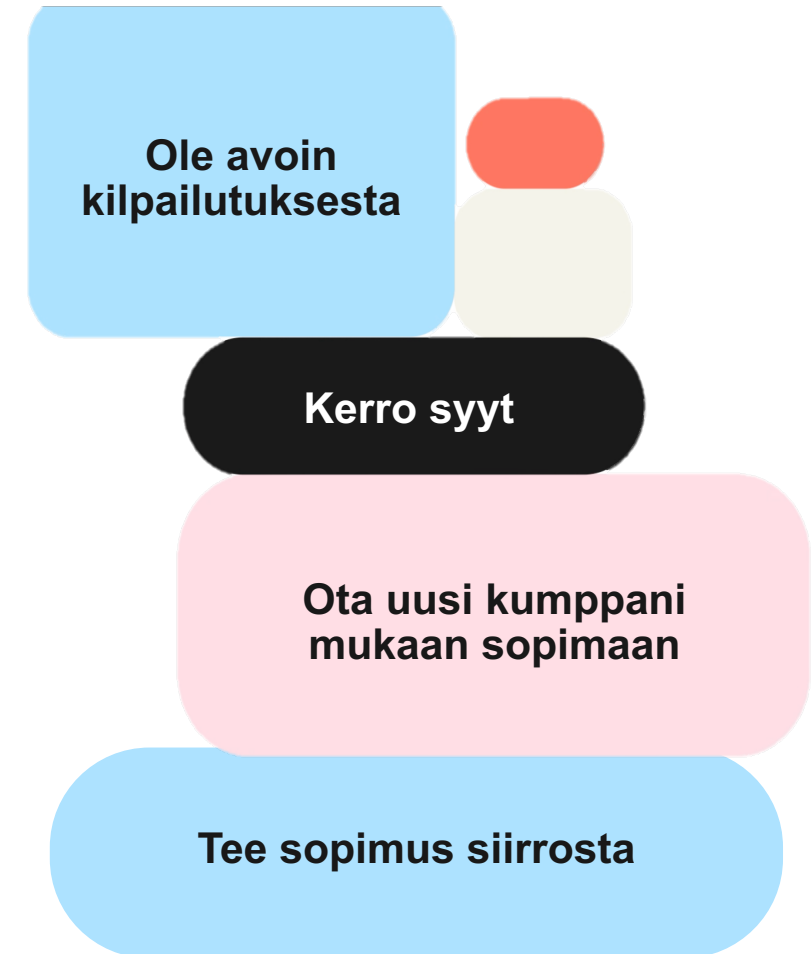 Ole avoin
kilpailutuksesta
Kerro syyt
Ota uusi kumppani
mukaan sopimaan
Tee sopimus siirrosta